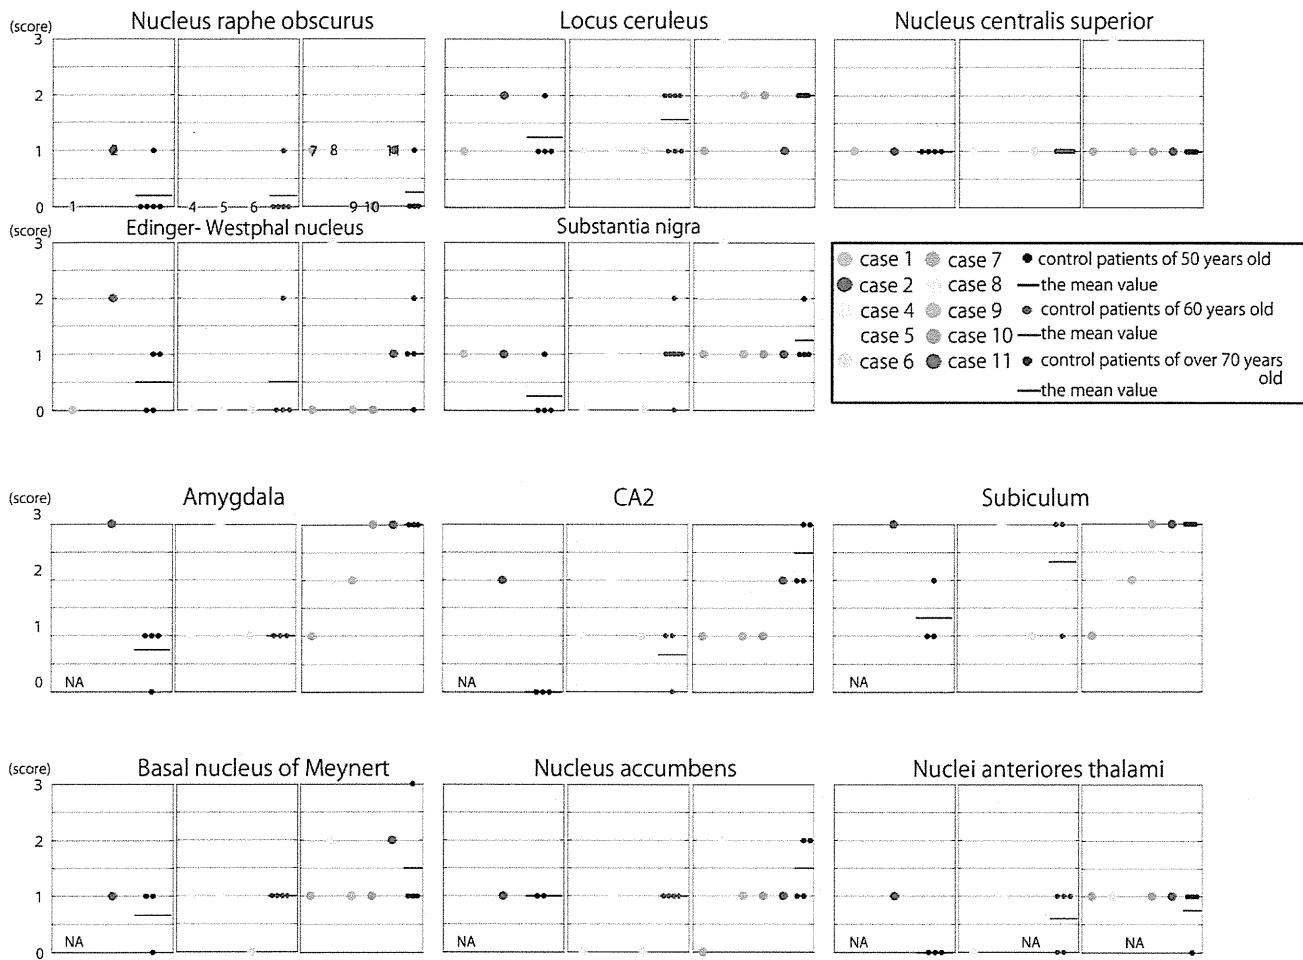 Nucleus raphe obscurus Locus ceruleus Nucleus centralis superior
(score)
3
2
2 7 8 11
1
1 4 5 6 9 10
0
Edinger- Westphal nucleus Substantia nigra
(score)
3
2
1
0
case 1 case 7 control patients of 50 years old
case 2 case 8 the mean value
case 4 case 9 control patients of 60 years old
case 5 case 10 the mean value
case 6 case 11 control patients of over 70 years
old
the mean value
Amygdala CA2 Subiculum
(score)
3
2
1
0 NA NA NA
Basal nucleus of Meynert Nucleus accumbens Nuclei anteriores thalami
(score)
3
2
1
NA NA NA NA NA
0